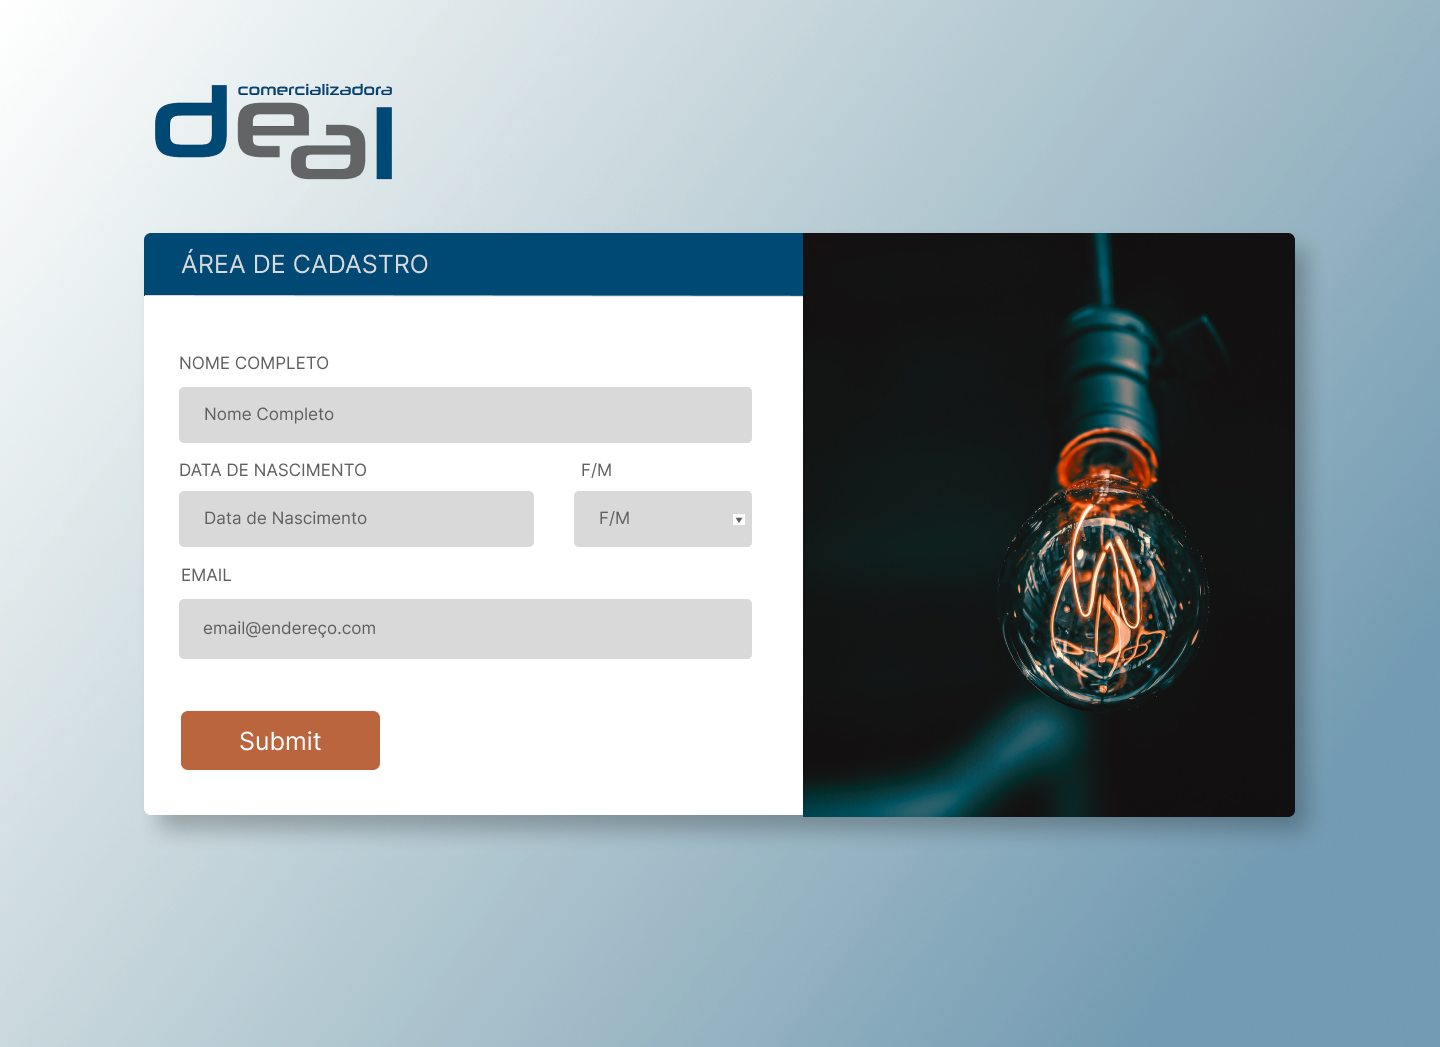 comercializadora
deal
ÁREA DE CADASTRO
NOME COMPLETO
Nome Completo
DATA DE NASCIMENTO F/M
Data de Nascimento F/M
EMAIL
email@endereço.com
Submit